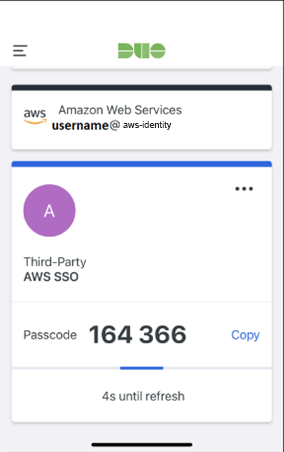 DUO
aws
Amazon Web Services
username@ aws-identity
A
Third-Party
AWS SSO
Passcode 164 366 Copy
4s until refresh